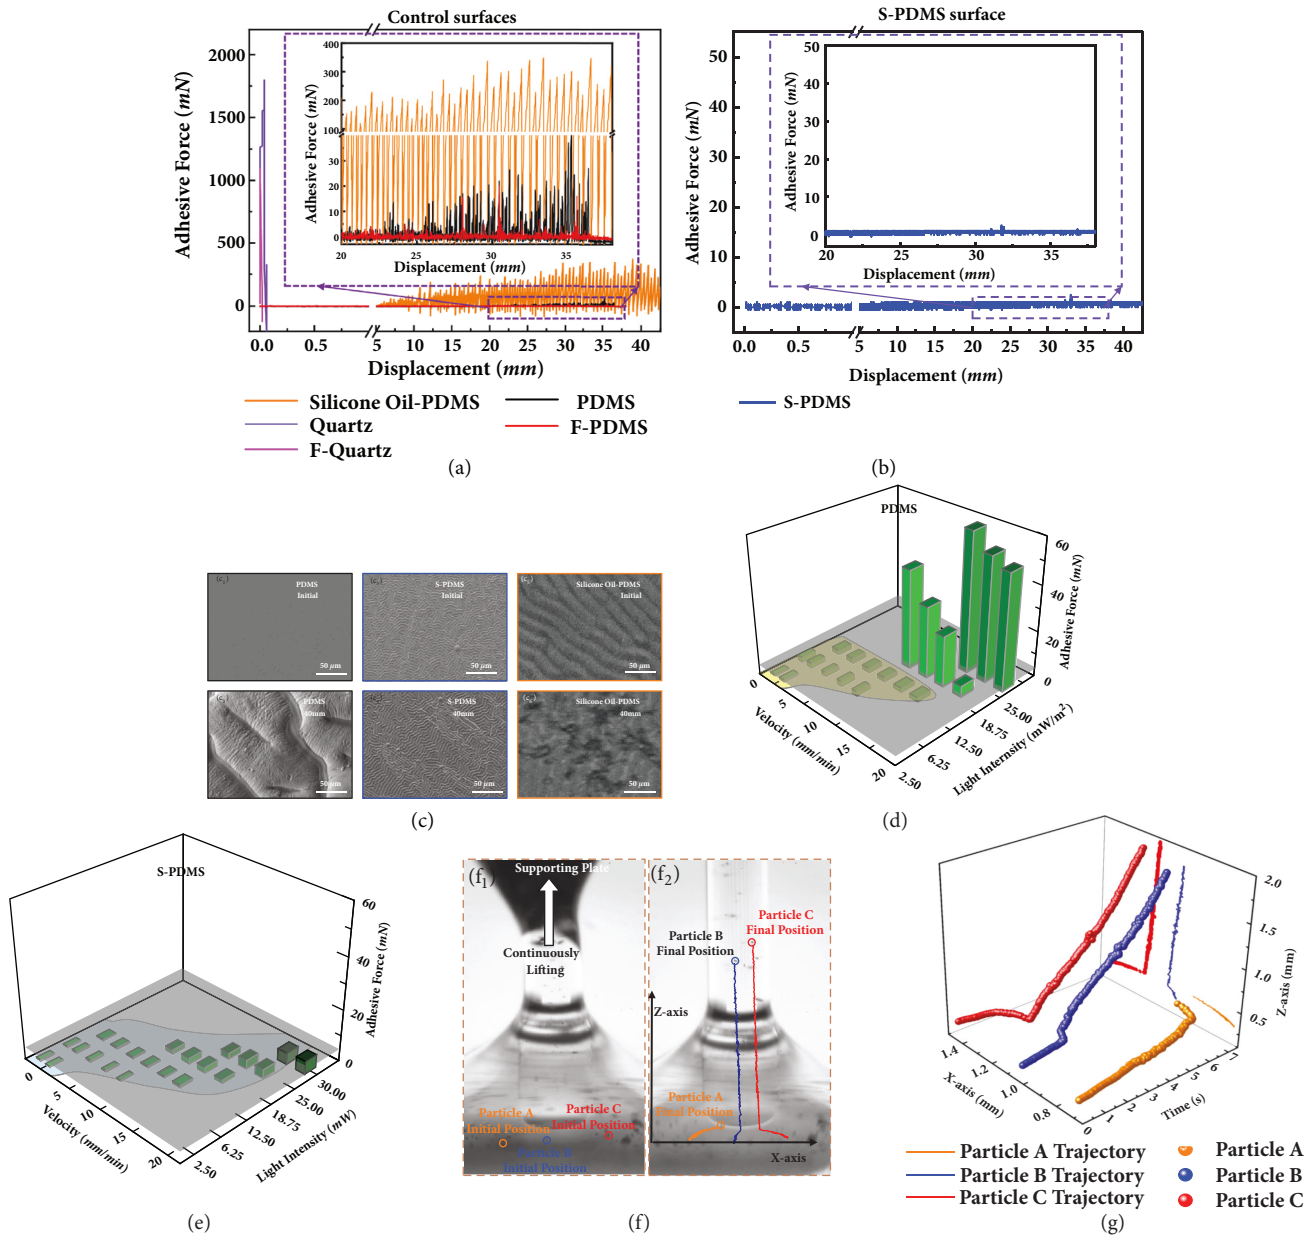 Control surfaces
2000
1500
1000
500
0
Adhesive Force (mN)
400
300
200
100
40
30
20
10
0
Adhesive Force (mN)
20 25 30 35
Displacement (mm)
0.0 0.5 5 10 15 20 25 30 35 40
Displacement (mm)
Silicone Oil-PDMS
PDMS
Quartz
F-PDMS
F-Quartz
(a)
S-PDMS surface
50
40
30
20
10
0
Adhesive Force (mN)
50
40
30
20
10
0
Adhesive Force (mN)
20 25 30 35
Displacement (mm)
0.0 0.5 5 10 15 20 25 30 35 40
Displacement (mm)
S-PDMS
(b)
PDMS
Initial
50 μm
S-PDMS
Initial
50 μm
Silicone Oil-PDMS
Initial
50 μm
PDMS
40mm
50 μm
S-PDMS
40mm
50 μm
Silicone Oil-PDMS
40mm
50 μm
(c)
PDMS
60
40
20
0
Adhesive Force (mN)
0 5 10 15 20
Velocity (mm/min)
2.50 6.25 12.50 18.75 25.00
Light Internsity (mW/m²)
(d)
S-PDMS
60
40
20
0
Adhesive Force (mN)
0 5 10 15 20
Velocity (mm/min)
2.50 6.25 12.50 18.75 25.00 30.00
Light Intensity (mW)
(e)
(f1)
Supporting Plate
Continuously
Lifting
Particle A
Initial Position
Particle C
Initial Position
Particle B
Initial Position
(f2)
Particle C
Final Position
Particle B
Final Position
Z-axis
Particle A
Final Position
X-axis
(f)
2.0
1.5
1.0
0.5
Z-axis (mm)
1.4 1.2 1.0 0.8
X-axis (mm)
0 1 2 3 4 5 6 7
Time (s)
Particle A Trajectory
Particle A
Particle B Trajectory
Particle B
Particle C Trajectory
Particle C
(g)